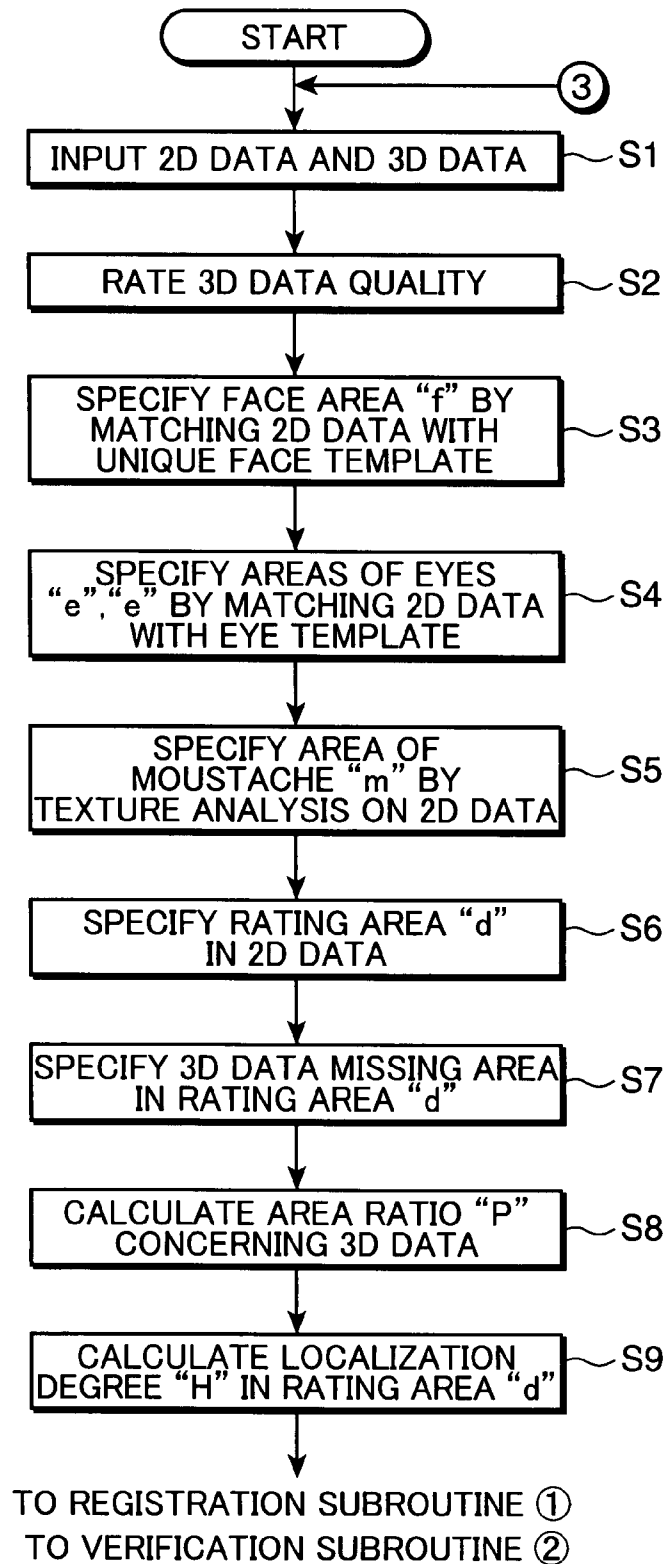 START
③
INPUT 2D DATA AND 3D DATA
S1
RATE 3D DATA QUALITY
S2
SPECIFY FACE AREA “f” BY
MATCHING 2D DATA WITH
UNIQUE FACE TEMPLATE
S3
SPECIFY AREAS OF EYES
“e”,“e” BY MATCHING 2D DATA
WITH EYE TEMPLATE
S4
SPECIFY AREA OF
MOUSTACHE “m” BY
TEXTURE ANALYSIS ON 2D DATA
S5
SPECIFY RATING AREA “d”
IN 2D DATA
S6
SPECIFY 3D DATA MISSING AREA
IN RATING AREA “d”
S7
CALCULATE AREA RATIO “P”
CONCERNING 3D DATA
S8
CALCULATE LOCALIZATION
DEGREE “H” IN RATING AREA “d”
S9
TO REGISTRATION SUBROUTINE ①
TO VERIFICATION SUBROUTINE ②